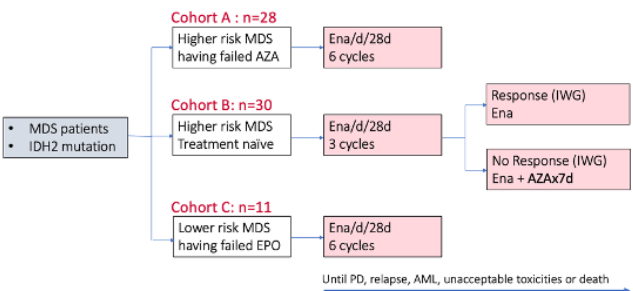 Cohort A : n=28
Higher risk MDS
having failed AZA
Ena/d/28d
6 cycles
• MDS patients
• IDH2 mutation
Cohort B: n=30
Higher risk MDS
Treatment naïve
Ena/d/28d
3 cycles
Response (IWG)
Ena
No Response (IWG)
Ena + AZAx7d
Cohort C: n=11
Lower risk MDS
having failed EPO
Ena/d/28d
6 cycles
Until PD, relapse, AML, unacceptable toxicities or death